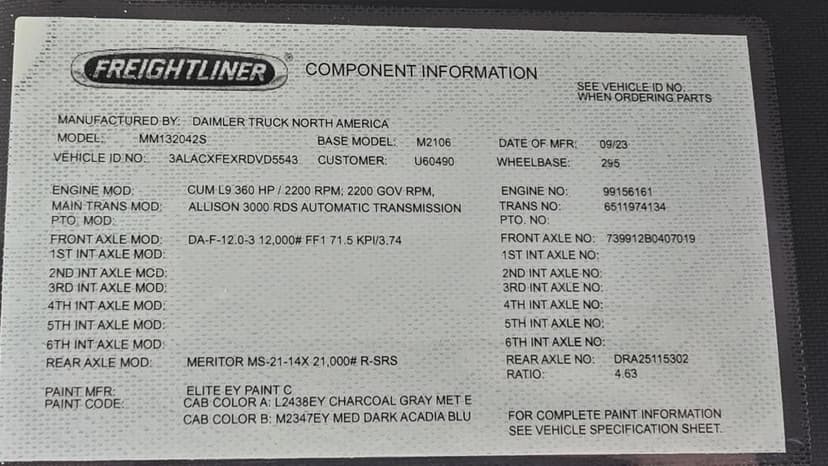 FREIGHTLINER ® COMPONENT INFORMATION
SEE VEHICLE ID NO.
WHEN ORDERING PARTS
MANUFACTURED BY: DAIMLER TRUCK NORTH AMERICA
MODEL: MM132042S BASE MODEL: M2106 DATE OF MFR: 09/23
VEHICLE ID NO: 3ALACXFEXRDVD5543 CUSTOMER: U60490 WHEELBASE: 295
ENGINE MOD: CUM L9 360 HP / 2200 RPM; 2200 GOV RPM, ENGINE NO: 99156161
MAIN TRANS MOD: ALLISON 3000 RDS AUTOMATIC TRANSMISSION TRANS NO: 6511974134
PTO. MOD: PTO. NO:
FRONT AXLE MOD: DA-F-12.0-3 12,000# FF1 71.5 KPI/3.74 FRONT AXLE NO: 739912B0407019
1ST INT AXLE MOD: 1ST INT AXLE NO:
2ND INT AXLE MOD: 2ND INT AXLE NO:
3RD INT AXLE MOD: 3RD INT AXLE NO:
4TH INT AXLE MOD: 4TH INT AXLE NO:
5TH INT AXLE MOD: 5TH INT AXLE NO:
6TH INT AXLE MOD: 6TH INT AXLE NO:
REAR AXLE MOD: MERITOR MS-21-14X 21,000# R-SRS REAR AXLE NO: DRA25115302
RATIO: 4.63
PAINT MFR: ELITE EY PAINT C
PAINT CODE: CAB COLOR A: L2438EY CHARCOAL GRAY MET E
CAB COLOR B: M2347EY MED DARK ACADIA BLU
FOR COMPLETE PAINT INFORMATION
SEE VEHICLE SPECIFICATION SHEET.